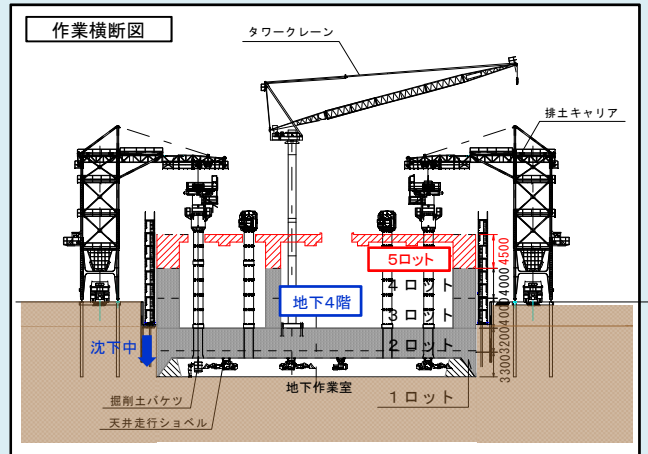 作業横断図
タワークレーン
排土キャリア
5ロット
4500
4ロット
4000
地下4階
3ロット
4000
沈下中
2ロット
3200
3300
地下作業室
1ロット
掘削土バケツ
天井走行ショベル